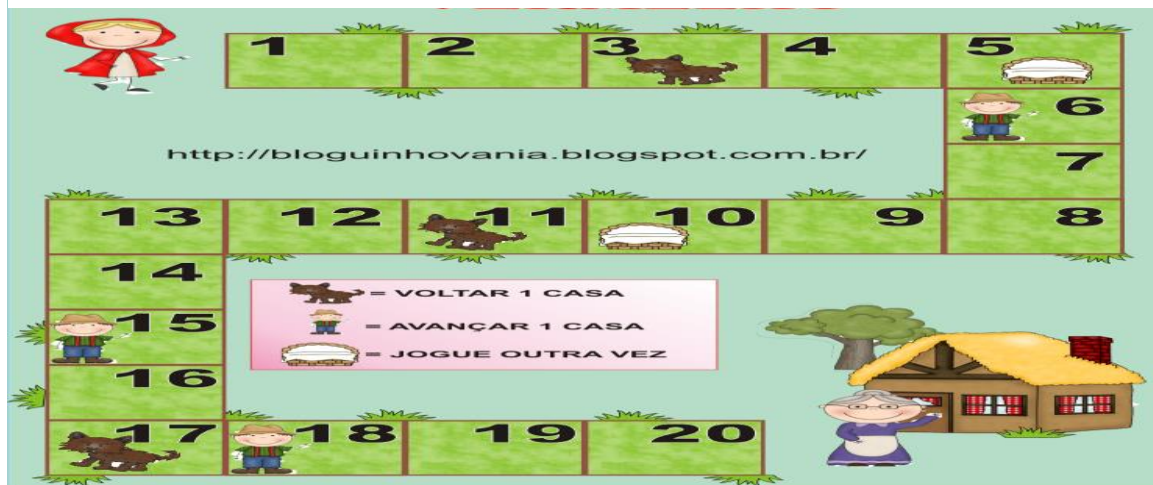 1 2 3 4 5
6
http://bloguinhovania.blogspot.com.br/
7
13 12 11 10 9 8
14
= VOLTAR 1 CASA
15
= AVANÇAR 1 CASA
= JOGUE OUTRA VEZ
16
17 18 19 20